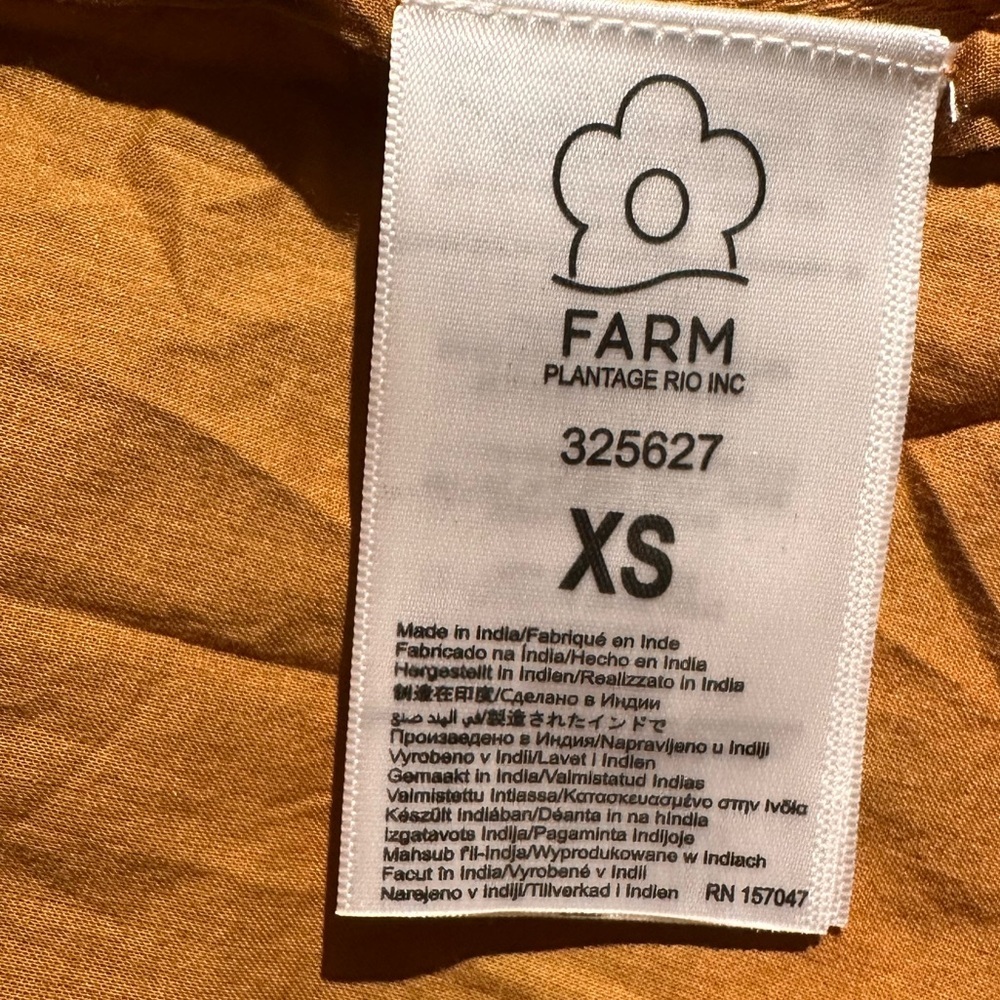 FARM
PLANTAGE RIO INC
325627
XS
Made in India/Fabriqué en Inde
Fabricado na Índia/Hecho en India
Hergestellt in Indien/Realizzato in India
制造在印度/Сделано в Индии
في الهند صنع/製造されたインドで
Произведено в Индия/Napravljeno u Indiji
Vyrobeno v Indii/Lavet i Indien
Gemaakt in India/Valmistatud Indias
Valmistettu Intiassa/Κατασκευασμένο στην Ινδία
Készült Indiában/Déanta in na hIndia
Izgatavots Indija/Pagaminta Indijoje
Mahsub f'il-Indja/Wyprodukowane w Indiach
Facut în India/Vyrobené v Indii
Narejeno v Indiji/Tillverkad i Indien RN 157047